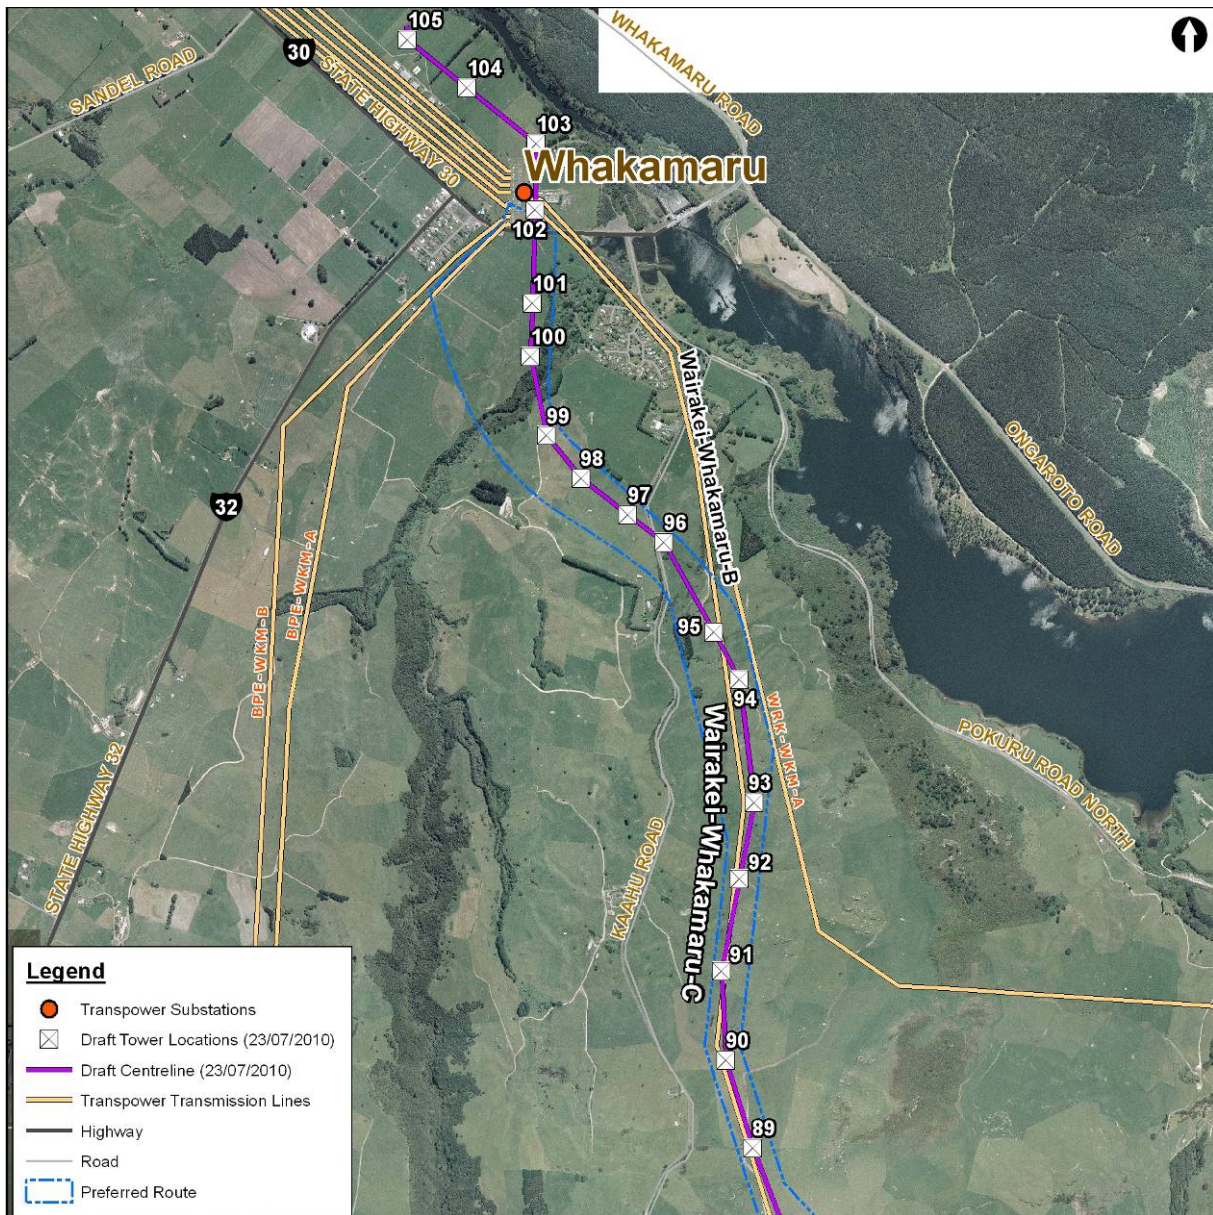 105
WHAKAMARU ROAD
30
104
SANDEL ROAD
STATE HIGHWAY 30
103
Whakamaru
102
101
100
Wairakei-Whakamaru-B
99
98
ONGAROTO ROAD
97
32
96
BPE-WKM-A
BPE-WKM-B
95
94
WRK-WKM-A
Wairakei-Whakamaru-C
POKURU ROAD NORTH
STATE HIGHWAY 32
93
KAAHU ROAD
92
91
90
89
Legend
Transpower Substations
Draft Tower Locations (23/07/2010)
Draft Centreline (23/07/2010)
Transpower Transmission Lines
Highway
Road
Preferred Route